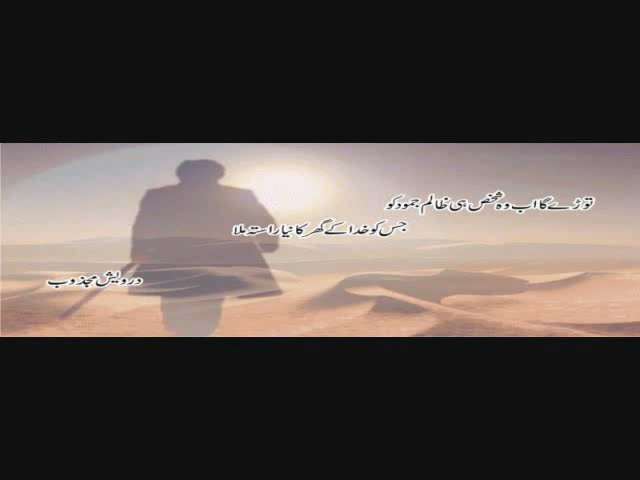 توڑے گا اب وہ شخص ہی ظالم جمود کو
جس کو خدا کے گھر کا نیا راستہ ملا
درویش مجذوب